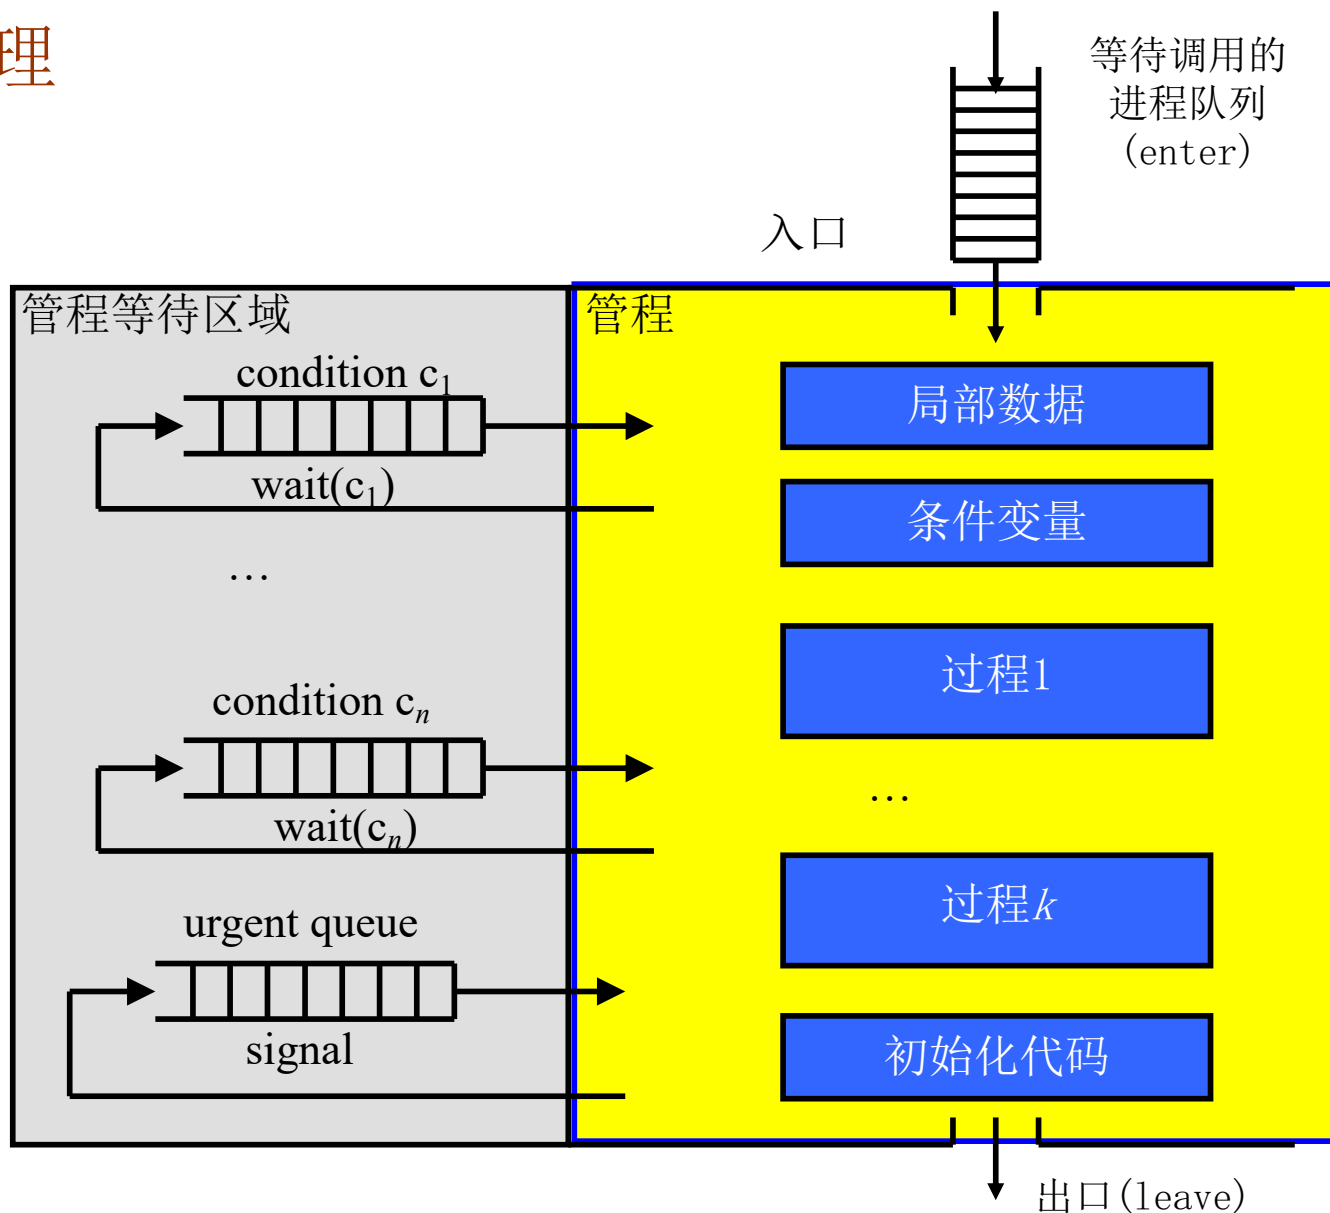 理
等待调用的
进程队列
(enter)
入口
管程等待区域
管程
condition c₁
局部数据
wait(c₁)
条件变量
…
过程1
condition cₙ
…
wait(cₙ)
过程k
urgent queue
signal
初始化代码
出口(leave)